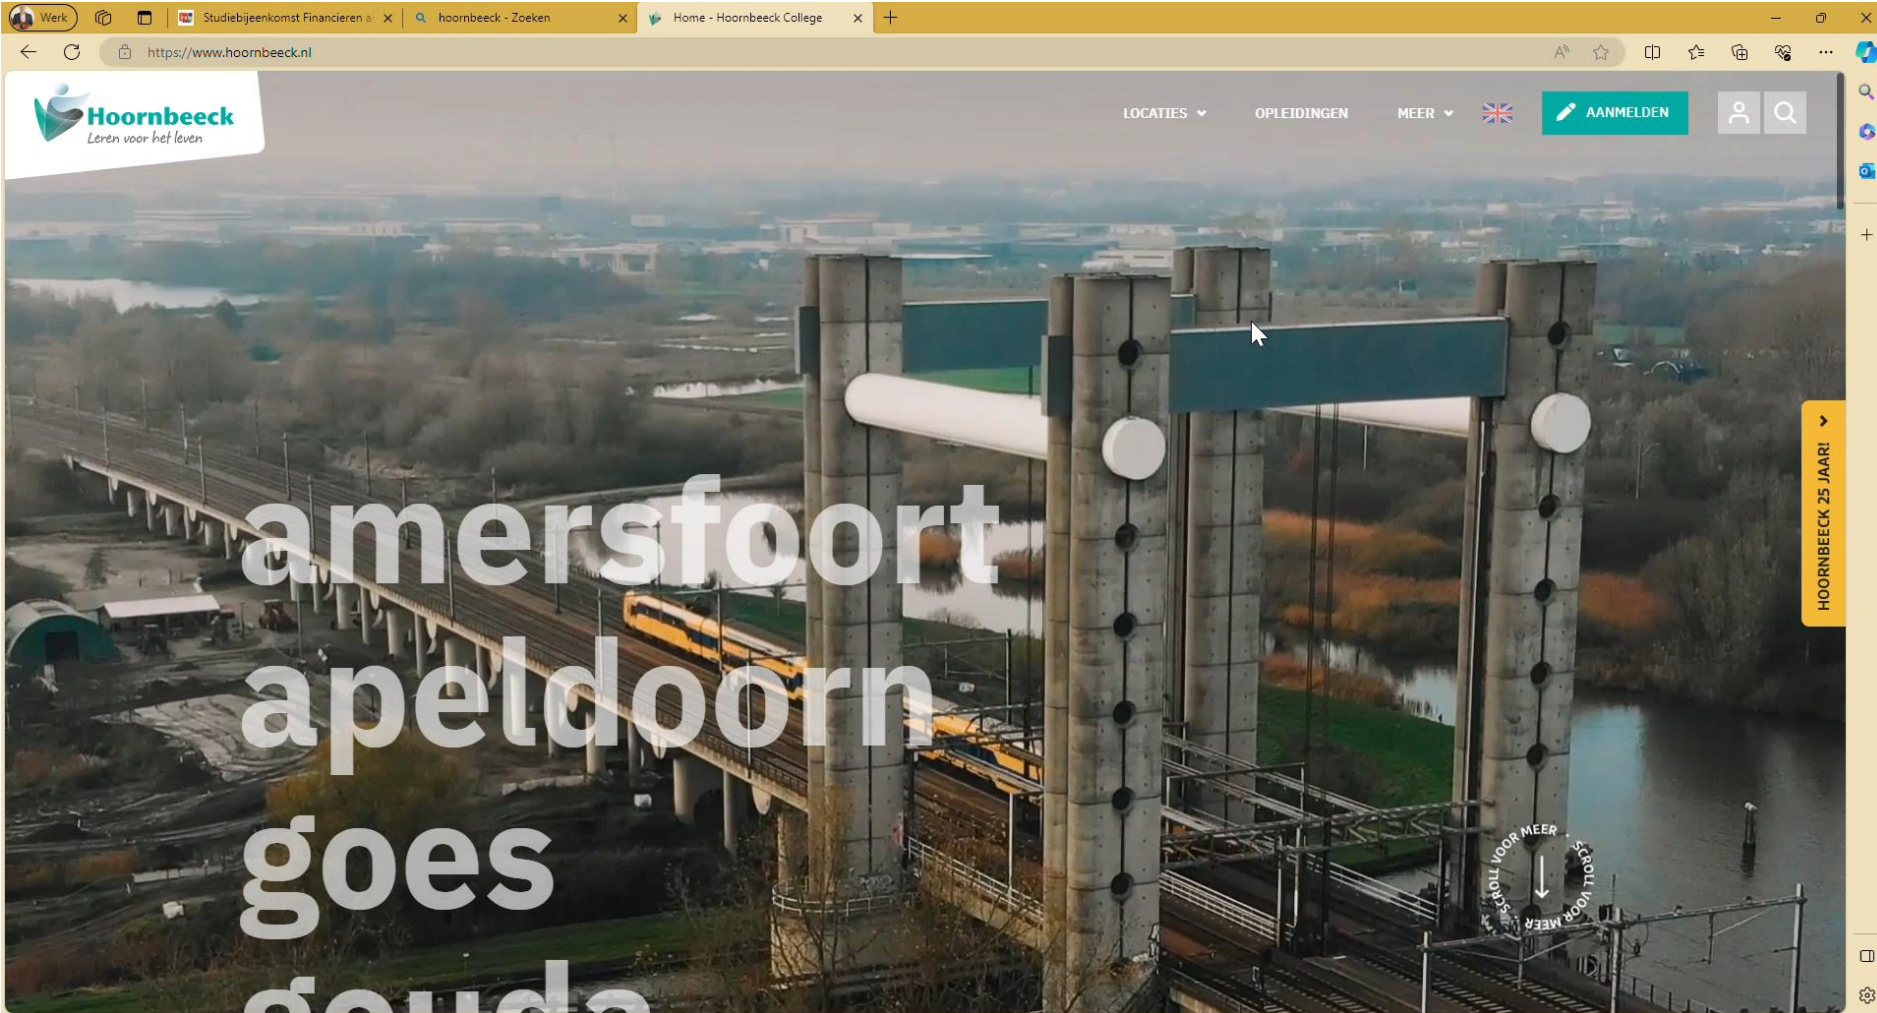 Werk
Studiebijeenkomst Financieren a
hoornbeeck - Zoeken
Home - Hoornbeeck College
https://www.hoornbeeck.nl
Hoornbeeck
Leren voor het leven
LOCATIES
OPLEIDINGEN
MEER
AANMELDEN
HOORNBEECK 25 JAAR!
amersfoort
apeldoorn
goes
gouda
SCROLL VOOR MEER · SCROLL VOOR MEER ·